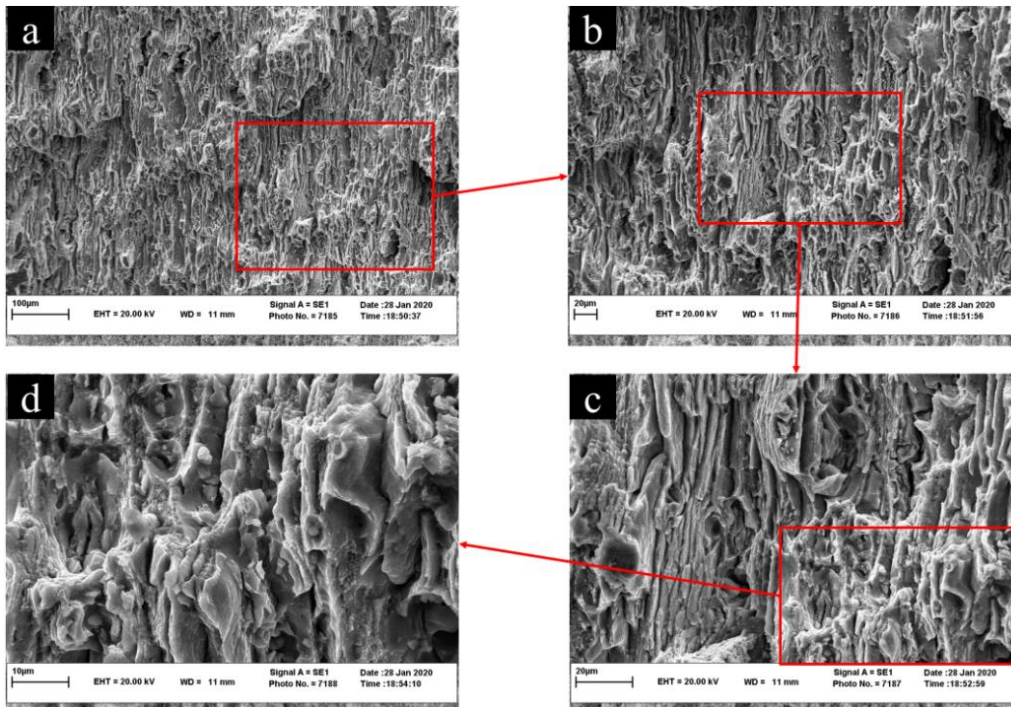 a
100µm
EHT = 20.00 kV
WD = 11 mm
Signal A = SE1
Photo No. = 7185
Date :28 Jan 2020
Time :18:50:37
b
20µm
EHT = 20.00 kV
WD = 11 mm
Signal A = SE1
Photo No. = 7186
Date :28 Jan 2020
Time :18:51:56
d
10µm
EHT = 20.00 kV
WD = 11 mm
Signal A = SE1
Photo No. = 7188
Date :28 Jan 2020
Time :18:54:10
c
20µm
EHT = 20.00 kV
WD = 11 mm
Signal A = SE1
Photo No. = 7187
Date :28 Jan 2020
Time :18:52:59